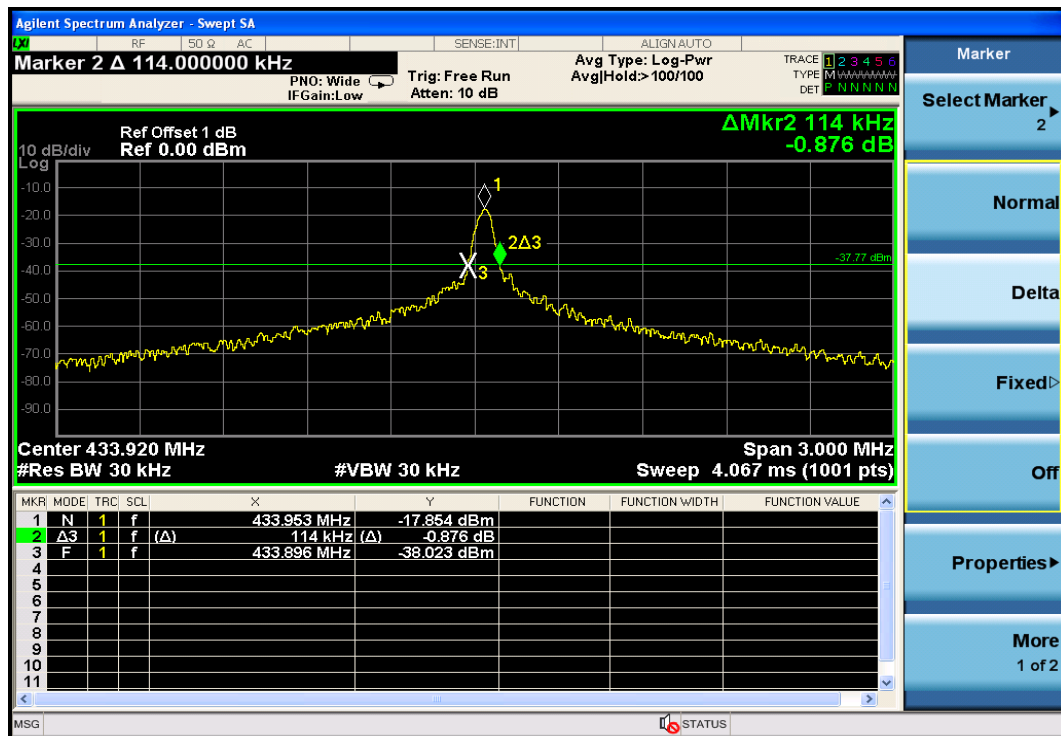 Agilent Spectrum Analyzer - Swept SA
LXI RF 50 Ω AC SENSE:INT ALIGN AUTO
Marker 2 Δ 114.000000 kHz
PNO: Wide
IFGain:Low
Trig: Free Run
Atten: 10 dB
Avg Type: Log-Pwr
Avg|Hold:>100/100
TRACE 1 2 3 4 5 6
TYPE M W W W W W
DET P N N N N N
10 dB/div
Log
Ref Offset 1 dB
Ref 0.00 dBm
ΔMkr2 114 kHz
-0.876 dB
-10.0
-20.0
-30.0
-40.0
-50.0
-60.0
-70.0
-80.0
-90.0
1
2Δ3
3
-37.77 dBm
Center 433.920 MHz Span 3.000 MHz
#Res BW 30 kHz #VBW 30 kHz Sweep 4.067 ms (1001 pts)
MKR MODE TRC SCL X Y FUNCTION FUNCTION WIDTH FUNCTION VALUE
1 N 1 f 433.953 MHz -17.854 dBm
2 Δ3 1 f (Δ) 114 kHz (Δ) -0.876 dB
3 F 1 f 433.896 MHz -38.023 dBm
4
5
6
7
8
9
10
11
MSG STATUS
Marker
Select Marker
2
Normal
Delta
Fixed
Off
Properties
More
1 of 2